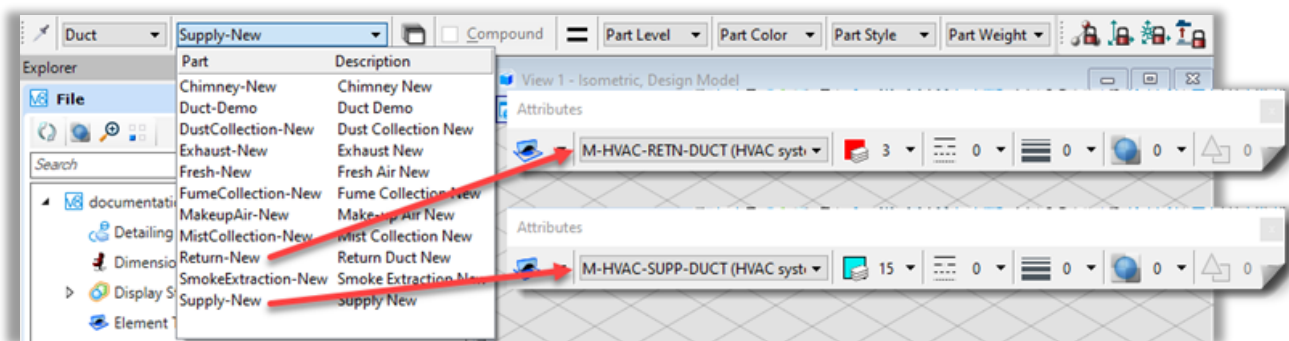 Duct Supply-New Compound Part Level Part Color Part Style Part Weight
Explorer
File
Search
documentati
Detailing
Dimensio
Display S
Element T
Part Description
Chimney-New Chimney New
Duct-Demo Duct Demo
DustCollection-New Dust Collection New
Exhaust-New Exhaust New
Fresh-New Fresh Air New
FumeCollection-New Fume Collection New
MakeupAir-New Make-up Air New
MistCollection-New Mist Collection New
Return-New Return Duct New
SmokeExtraction-New Smoke Extraction New
Supply-New Supply New
View 1 - Isometric, Design Model
Attributes
M-HVAC-RETN-DUCT (HVAC syst 3 0 0 0 0
Attributes
M-HVAC-SUPP-DUCT (HVAC syst 15 0 0 0 0